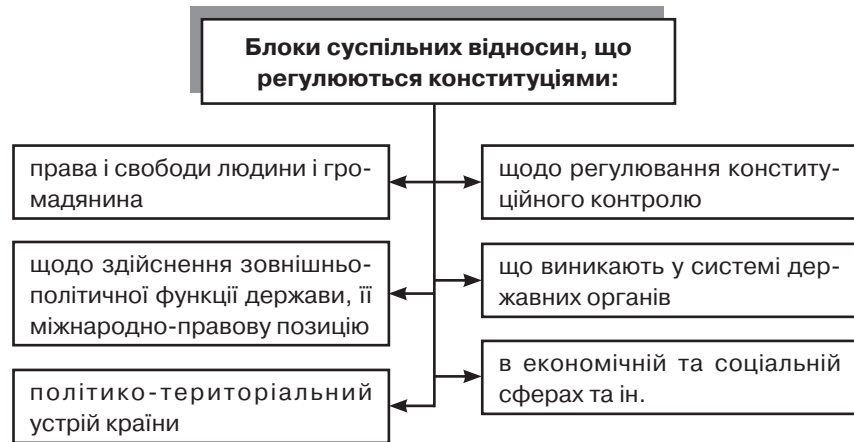 Блоки суспільних відносин, що
регулюються конституціями:
права і свободи людини і гро-
мадянина
щодо здійснення зовнішньо-
політичної функції держави, її
міжнародно-правову позицію
політико-територіальний
устрій країни
щодо регулювання конститу-
ційного контролю
що виникають у системі дер-
жавних органів
в економічній та соціальній
сферах та ін.